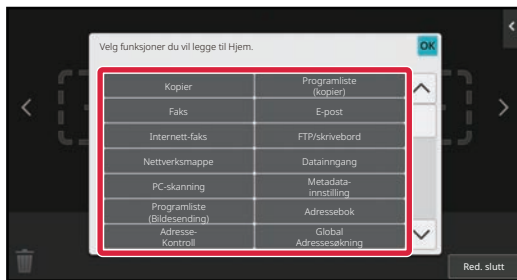 Velg funksjoner du vil legge til Hjem.
OK
Kopier
Programliste
(kopier)
Faks
E-post
Internett-faks
FTP/skrivebord
Nettverksmappe
Datainngang
PC-skanning
Metadata-
innstilling
Programliste
(Bildesending)
Adressebok
Adresse-
Kontroll
Global
Adressesøkning
Red. slutt